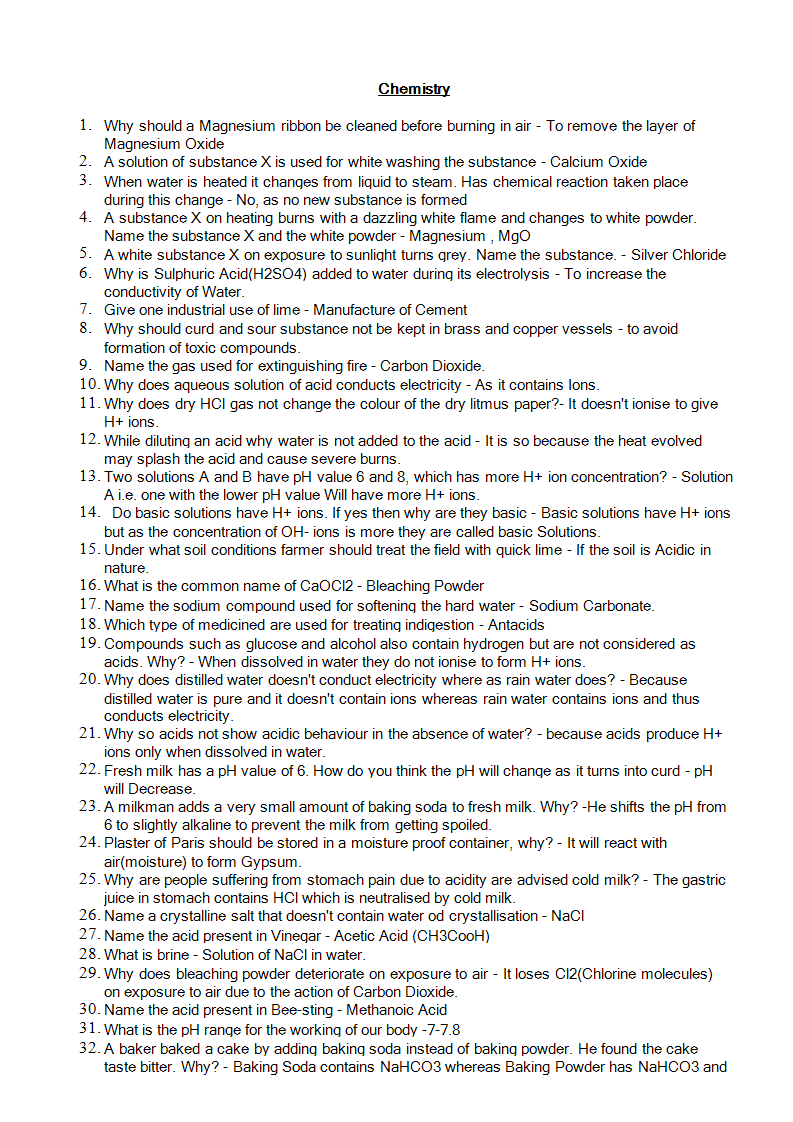 Chemistry
1. Why should a Magnesium ribbon be cleaned before burning in air - To remove the layer of
Magnesium Oxide
2. A solution of substance X is used for white washing the substance - Calcium Oxide
3. When water is heated it changes from liquid to steam. Has chemical reaction taken place
during this change - No, as no new substance is formed
4. A substance X on heating burns with a dazzling white flame and changes to white powder.
Name the substance X and the white powder - Magnesium , MgO
5. A white substance X on exposure to sunlight turns grey. Name the substance. - Silver Chloride
6. Why is Sulphuric Acid(H2SO4) added to water during its electrolysis - To increase the
conductivity of Water.
7. Give one industrial use of lime - Manufacture of Cement
8. Why should curd and sour substance not be kept in brass and copper vessels - to avoid
formation of toxic compounds.
9. Name the gas used for extinguishing fire - Carbon Dioxide.
10. Why does aqueous solution of acid conducts electricity - As it contains Ions.
11. Why does dry HCl gas not change the colour of the dry litmus paper?- It doesn't ionise to give
H+ ions.
12. While diluting an acid why water is not added to the acid - It is so because the heat evolved
may splash the acid and cause severe burns.
13. Two solutions A and B have pH value 6 and 8, which has more H+ ion concentration? - Solution
A i.e. one with the lower pH value Will have more H+ ions.
14. Do basic solutions have H+ ions. If yes then why are they basic - Basic solutions have H+ ions
but as the concentration of OH- ions is more they are called basic Solutions.
15. Under what soil conditions farmer should treat the field with quick lime - If the soil is Acidic in
nature.
16. What is the common name of CaOCl2 - Bleaching Powder
17. Name the sodium compound used for softening the hard water - Sodium Carbonate.
18. Which type of medicined are used for treating indigestion - Antacids
19. Compounds such as glucose and alcohol also contain hydrogen but are not considered as
acids. Why? - When dissolved in water they do not ionise to form H+ ions.
20. Why does distilled water doesn't conduct electricity where as rain water does? - Because
distilled water is pure and it doesn't contain ions whereas rain water contains ions and thus
conducts electricity.
21. Why so acids not show acidic behaviour in the absence of water? - because acids produce H+
ions only when dissolved in water.
22. Fresh milk has a pH value of 6. How do you think the pH will change as it turns into curd - pH
will Decrease.
23. A milkman adds a very small amount of baking soda to fresh milk. Why? -He shifts the pH from
6 to slightly alkaline to prevent the milk from getting spoiled.
24. Plaster of Paris should be stored in a moisture proof container, why? - It will react with
air(moisture) to form Gypsum.
25. Why are people suffering from stomach pain due to acidity are advised cold milk? - The gastric
juice in stomach contains HCl which is neutralised by cold milk.
26. Name a crystalline salt that doesn't contain water od crystallisation - NaCl
27. Name the acid present in Vinegar - Acetic Acid (CH3CooH)
28. What is brine - Solution of NaCl in water.
29. Why does bleaching powder deteriorate on exposure to air - It loses Cl2(Chlorine molecules)
on exposure to air due to the action of Carbon Dioxide.
30. Name the acid present in Bee-sting - Methanoic Acid
31. What is the pH range for the working of our body -7-7.8
32. A baker baked a cake by adding baking soda instead of baking powder. He found the cake
taste bitter. Why? - Baking Soda contains NaHCO3 whereas Baking Powder has NaHCO3 and